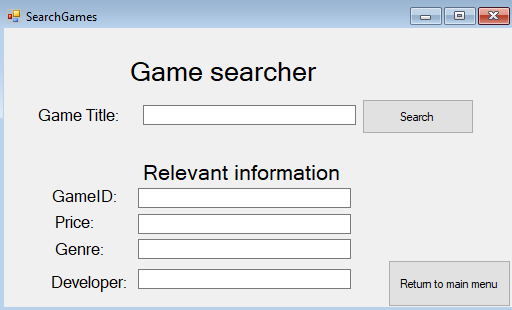 SearchGames
Game searcher
Game Title:
Search
Relevant information
GameID:
Price:
Genre:
Developer:
Return to main menu